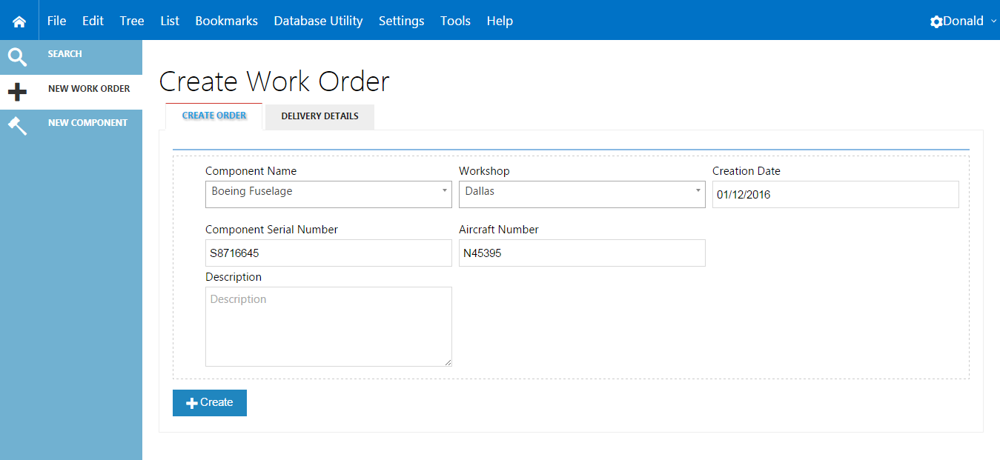 File Edit Tree List Bookmarks Database Utility Settings Tools Help Donald
SEARCH
NEW WORK ORDER
NEW COMPONENT
Create Work Order
CREATE ORDER DELIVERY DETAILS
Component Name Workshop Creation Date
Boeing Fuselage Dallas 01/12/2016
Component Serial Number Aircraft Number
S8716645 N45395
Description
Description
Create